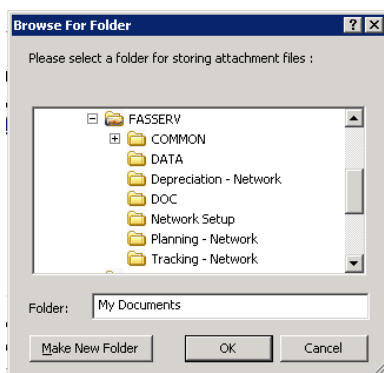 Browse For Folder
Please select a folder for storing attachment files :
FASSERV
COMMON
DATA
Depreciation - Network
DOC
Network Setup
Planning - Network
Tracking - Network
Folder: My Documents
Make New Folder OK Cancel